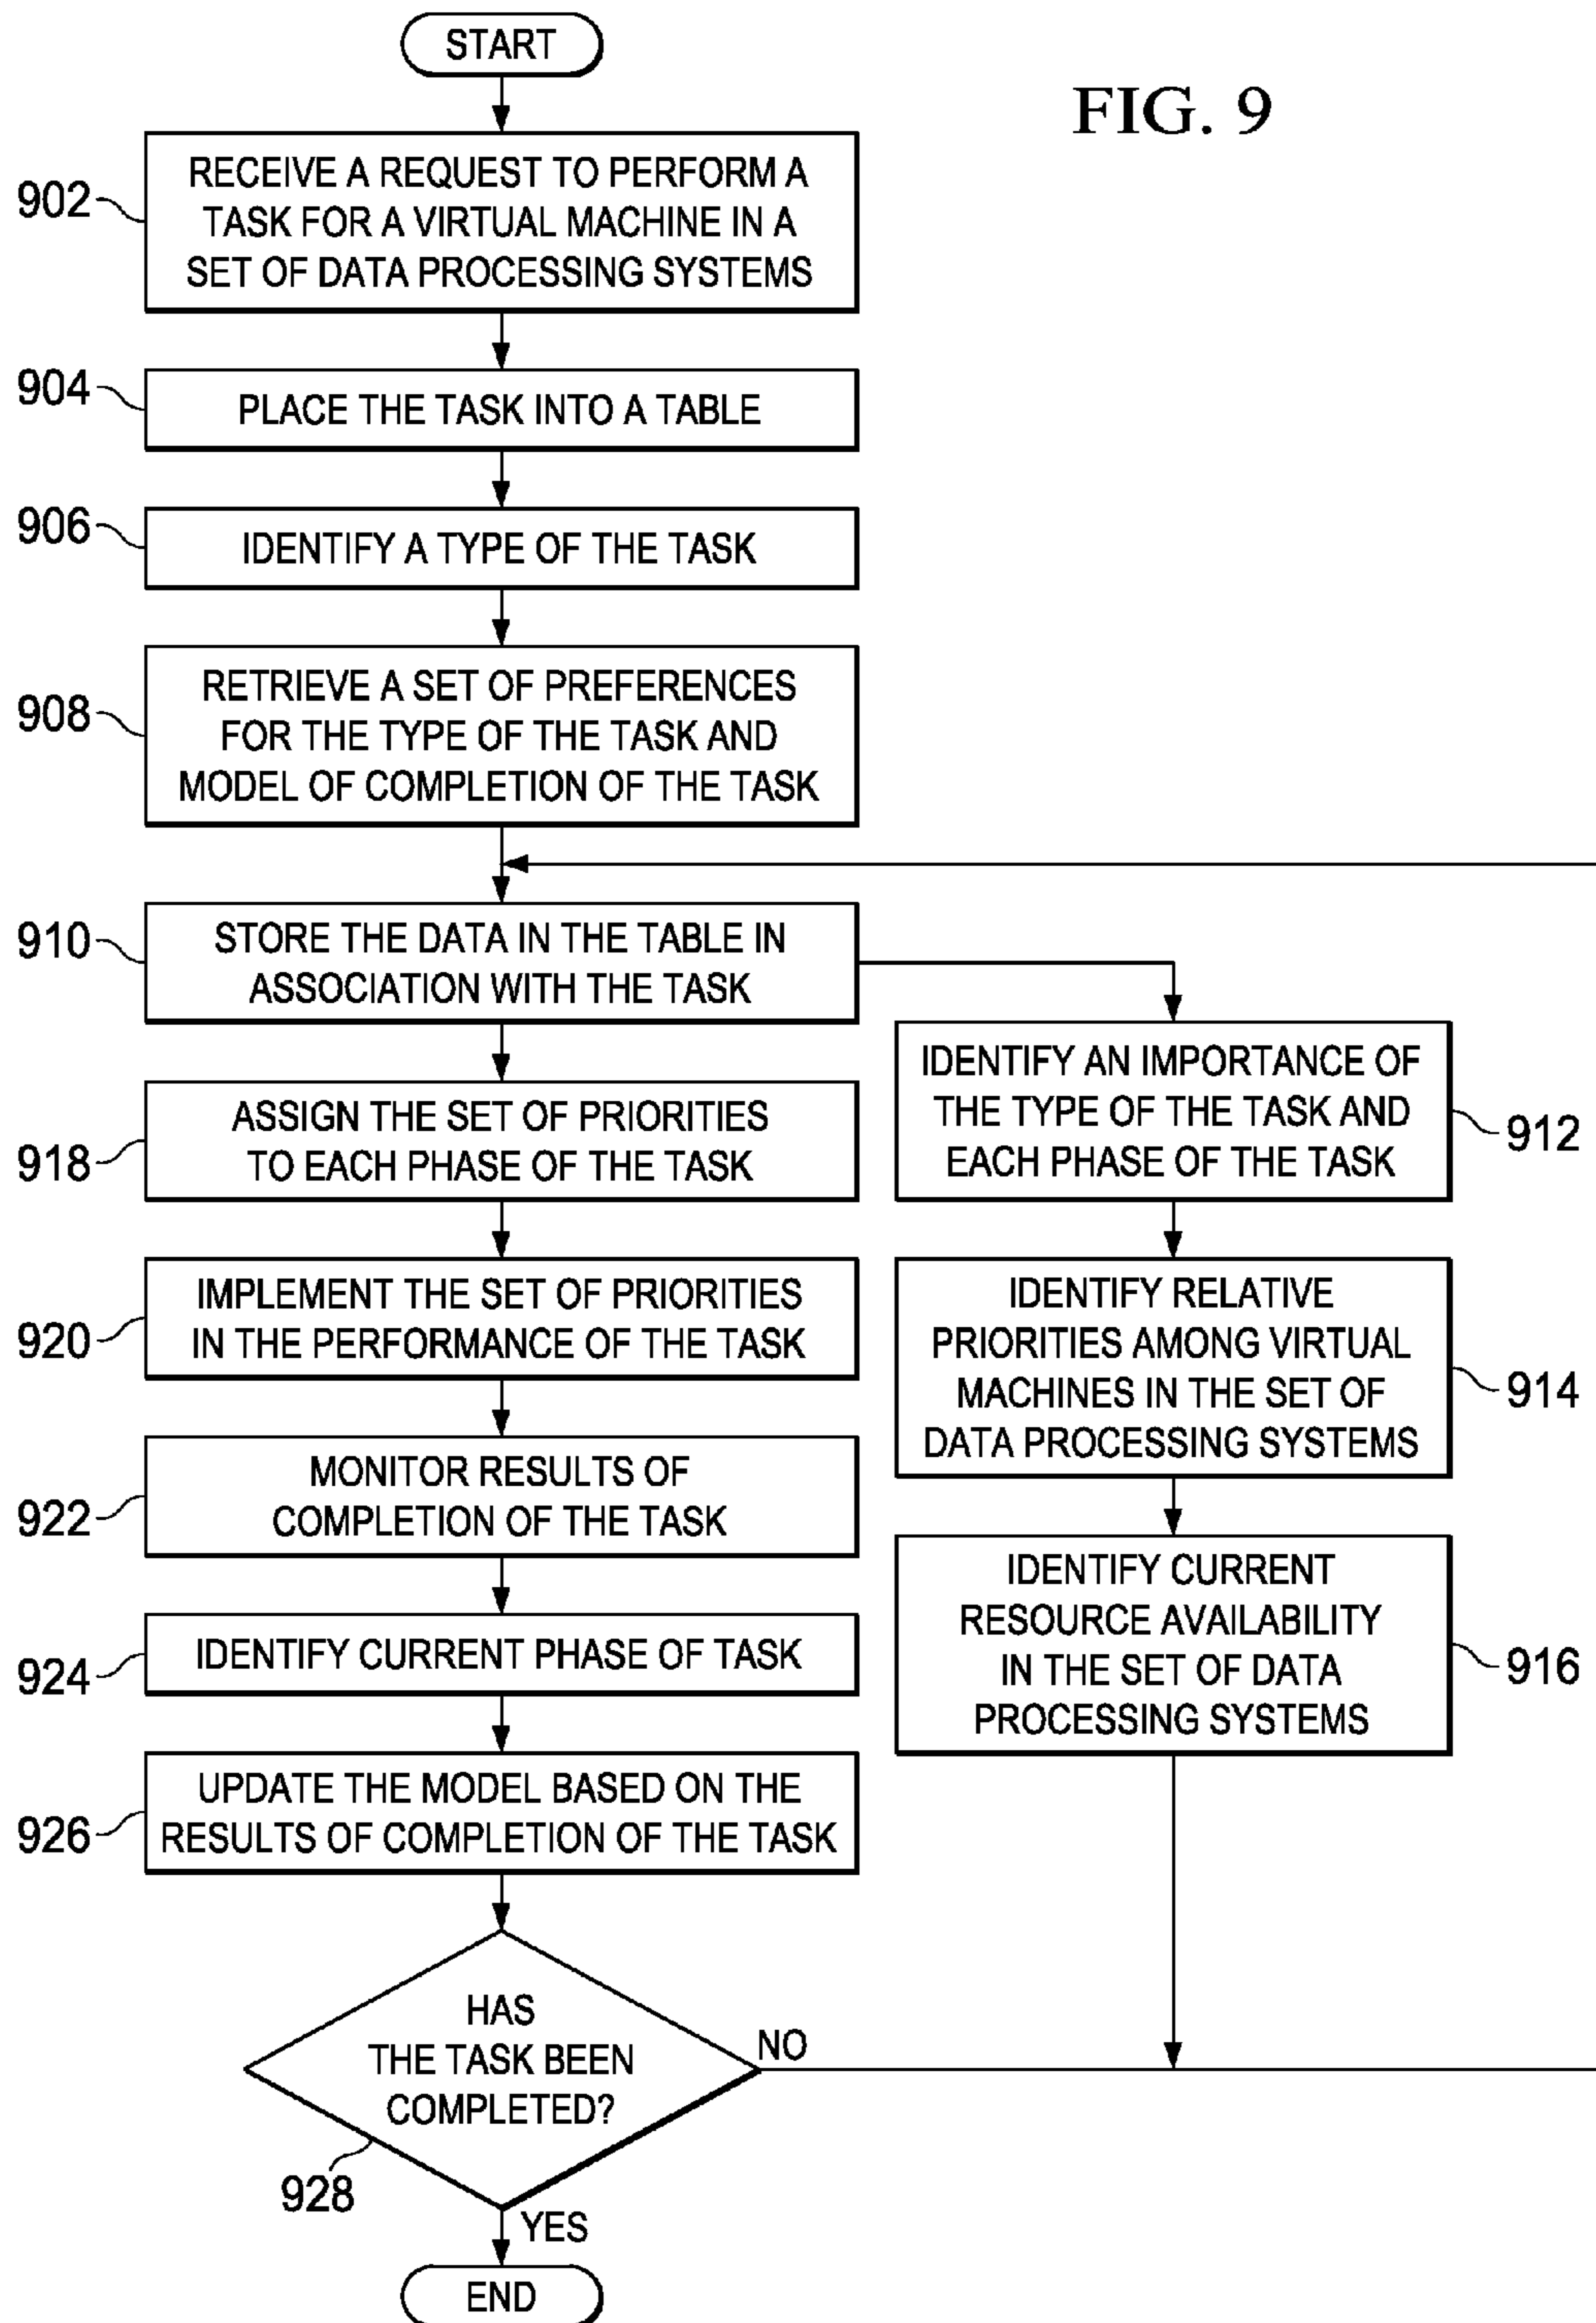 START
FIG. 9
902
RECEIVE A REQUEST TO PERFORM A
TASK FOR A VIRTUAL MACHINE IN A
SET OF DATA PROCESSING SYSTEMS
904
PLACE THE TASK INTO A TABLE
906
IDENTIFY A TYPE OF THE TASK
908
RETRIEVE A SET OF PREFERENCES
FOR THE TYPE OF THE TASK AND
MODEL OF COMPLETION OF THE TASK
910
STORE THE DATA IN THE TABLE IN
ASSOCIATION WITH THE TASK
918
ASSIGN THE SET OF PRIORITIES
TO EACH PHASE OF THE TASK
920
IMPLEMENT THE SET OF PRIORITIES
IN THE PERFORMANCE OF THE TASK
922
MONITOR RESULTS OF
COMPLETION OF THE TASK
924
IDENTIFY CURRENT PHASE OF TASK
926
UPDATE THE MODEL BASED ON THE
RESULTS OF COMPLETION OF THE TASK
HAS
THE TASK BEEN
COMPLETED?
928
NO
YES
END
IDENTIFY AN IMPORTANCE OF
THE TYPE OF THE TASK AND
EACH PHASE OF THE TASK
912
IDENTIFY RELATIVE
PRIORITIES AMONG VIRTUAL
MACHINES IN THE SET OF
DATA PROCESSING SYSTEMS
914
IDENTIFY CURRENT
RESOURCE AVAILABILITY
IN THE SET OF DATA
PROCESSING SYSTEMS
916